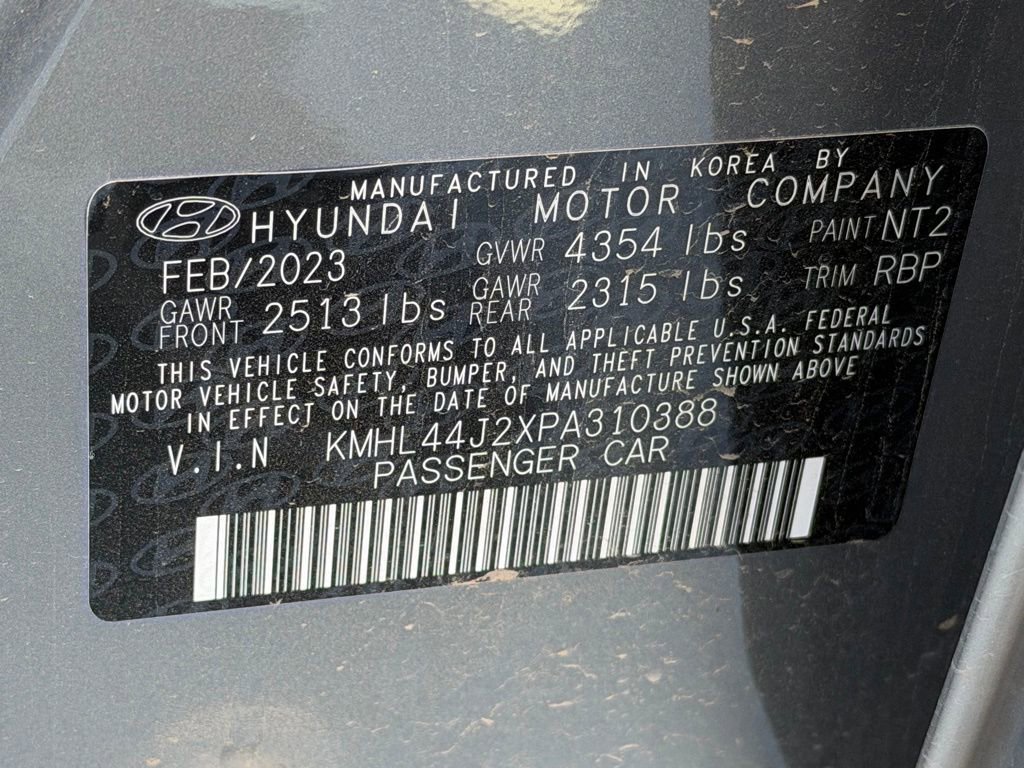 MANUFACTURED IN KOREA BY
HYUNDAI MOTOR COMPANY
FEB/2023 GVWR 4354 lbs PAINT NT2
GAWR FRONT 2513 lbs GAWR REAR 2315 lbs TRIM RBP
THIS VEHICLE CONFORMS TO ALL APPLICABLE U.S.A. FEDERAL
MOTOR VEHICLE SAFETY, BUMPER, AND THEFT PREVENTION STANDARDS
IN EFFECT ON THE DATE OF MANUFACTURE SHOWN ABOVE
V.I.N KMHL44J2XPA310388
PASSENGER CAR